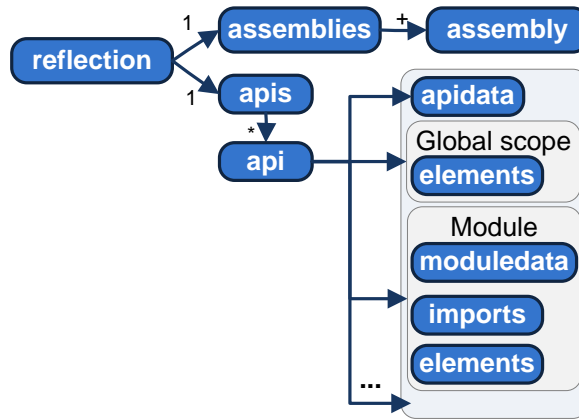 1
assemblies
+
assembly
reflection
1
apis
apidata
*
api
Global scope
elements
Module
moduledata
imports
elements
...